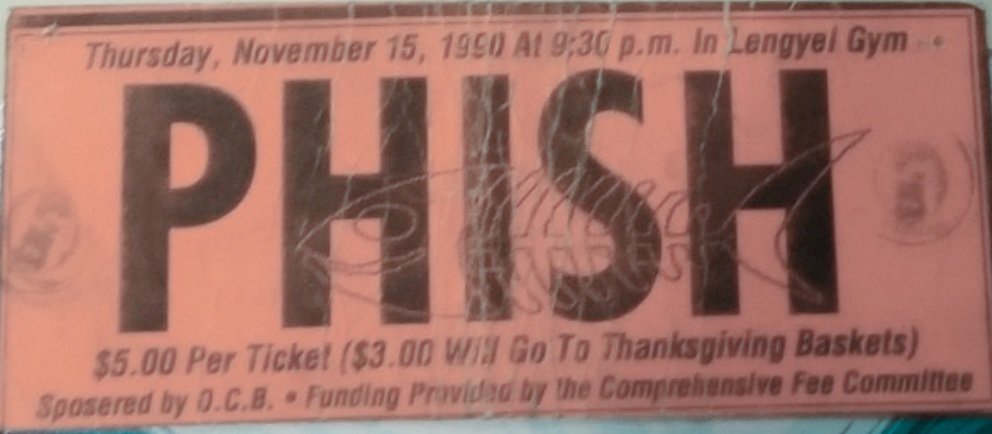 Thursday, November 15, 1990 At 9:30 p.m. In Lengyel Gym
PHISH
$5.00 Per Ticket ($3.00 Will Go To Thanksgiving Baskets)
Sposered by O.C.B. • Funding Provided by the Comprehensive Fee Committee